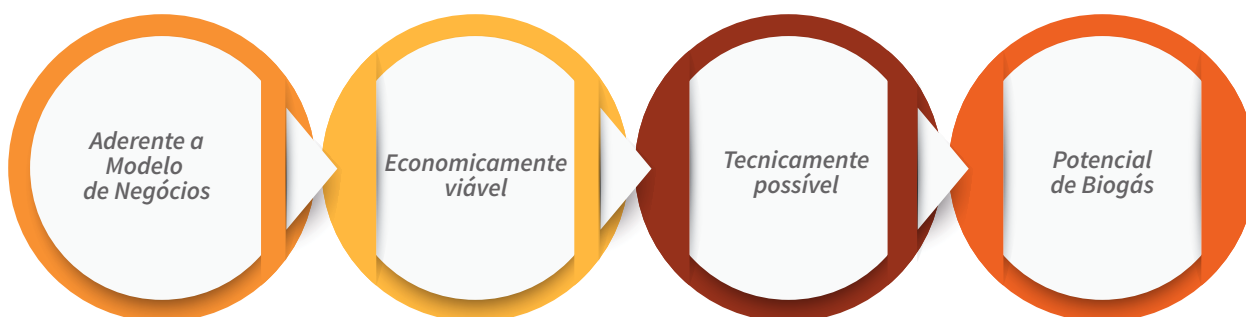 Aderente a
Modelo
de Negócios
Economicamente
viável
Tecnicamente
possível
Potencial
de Biogás